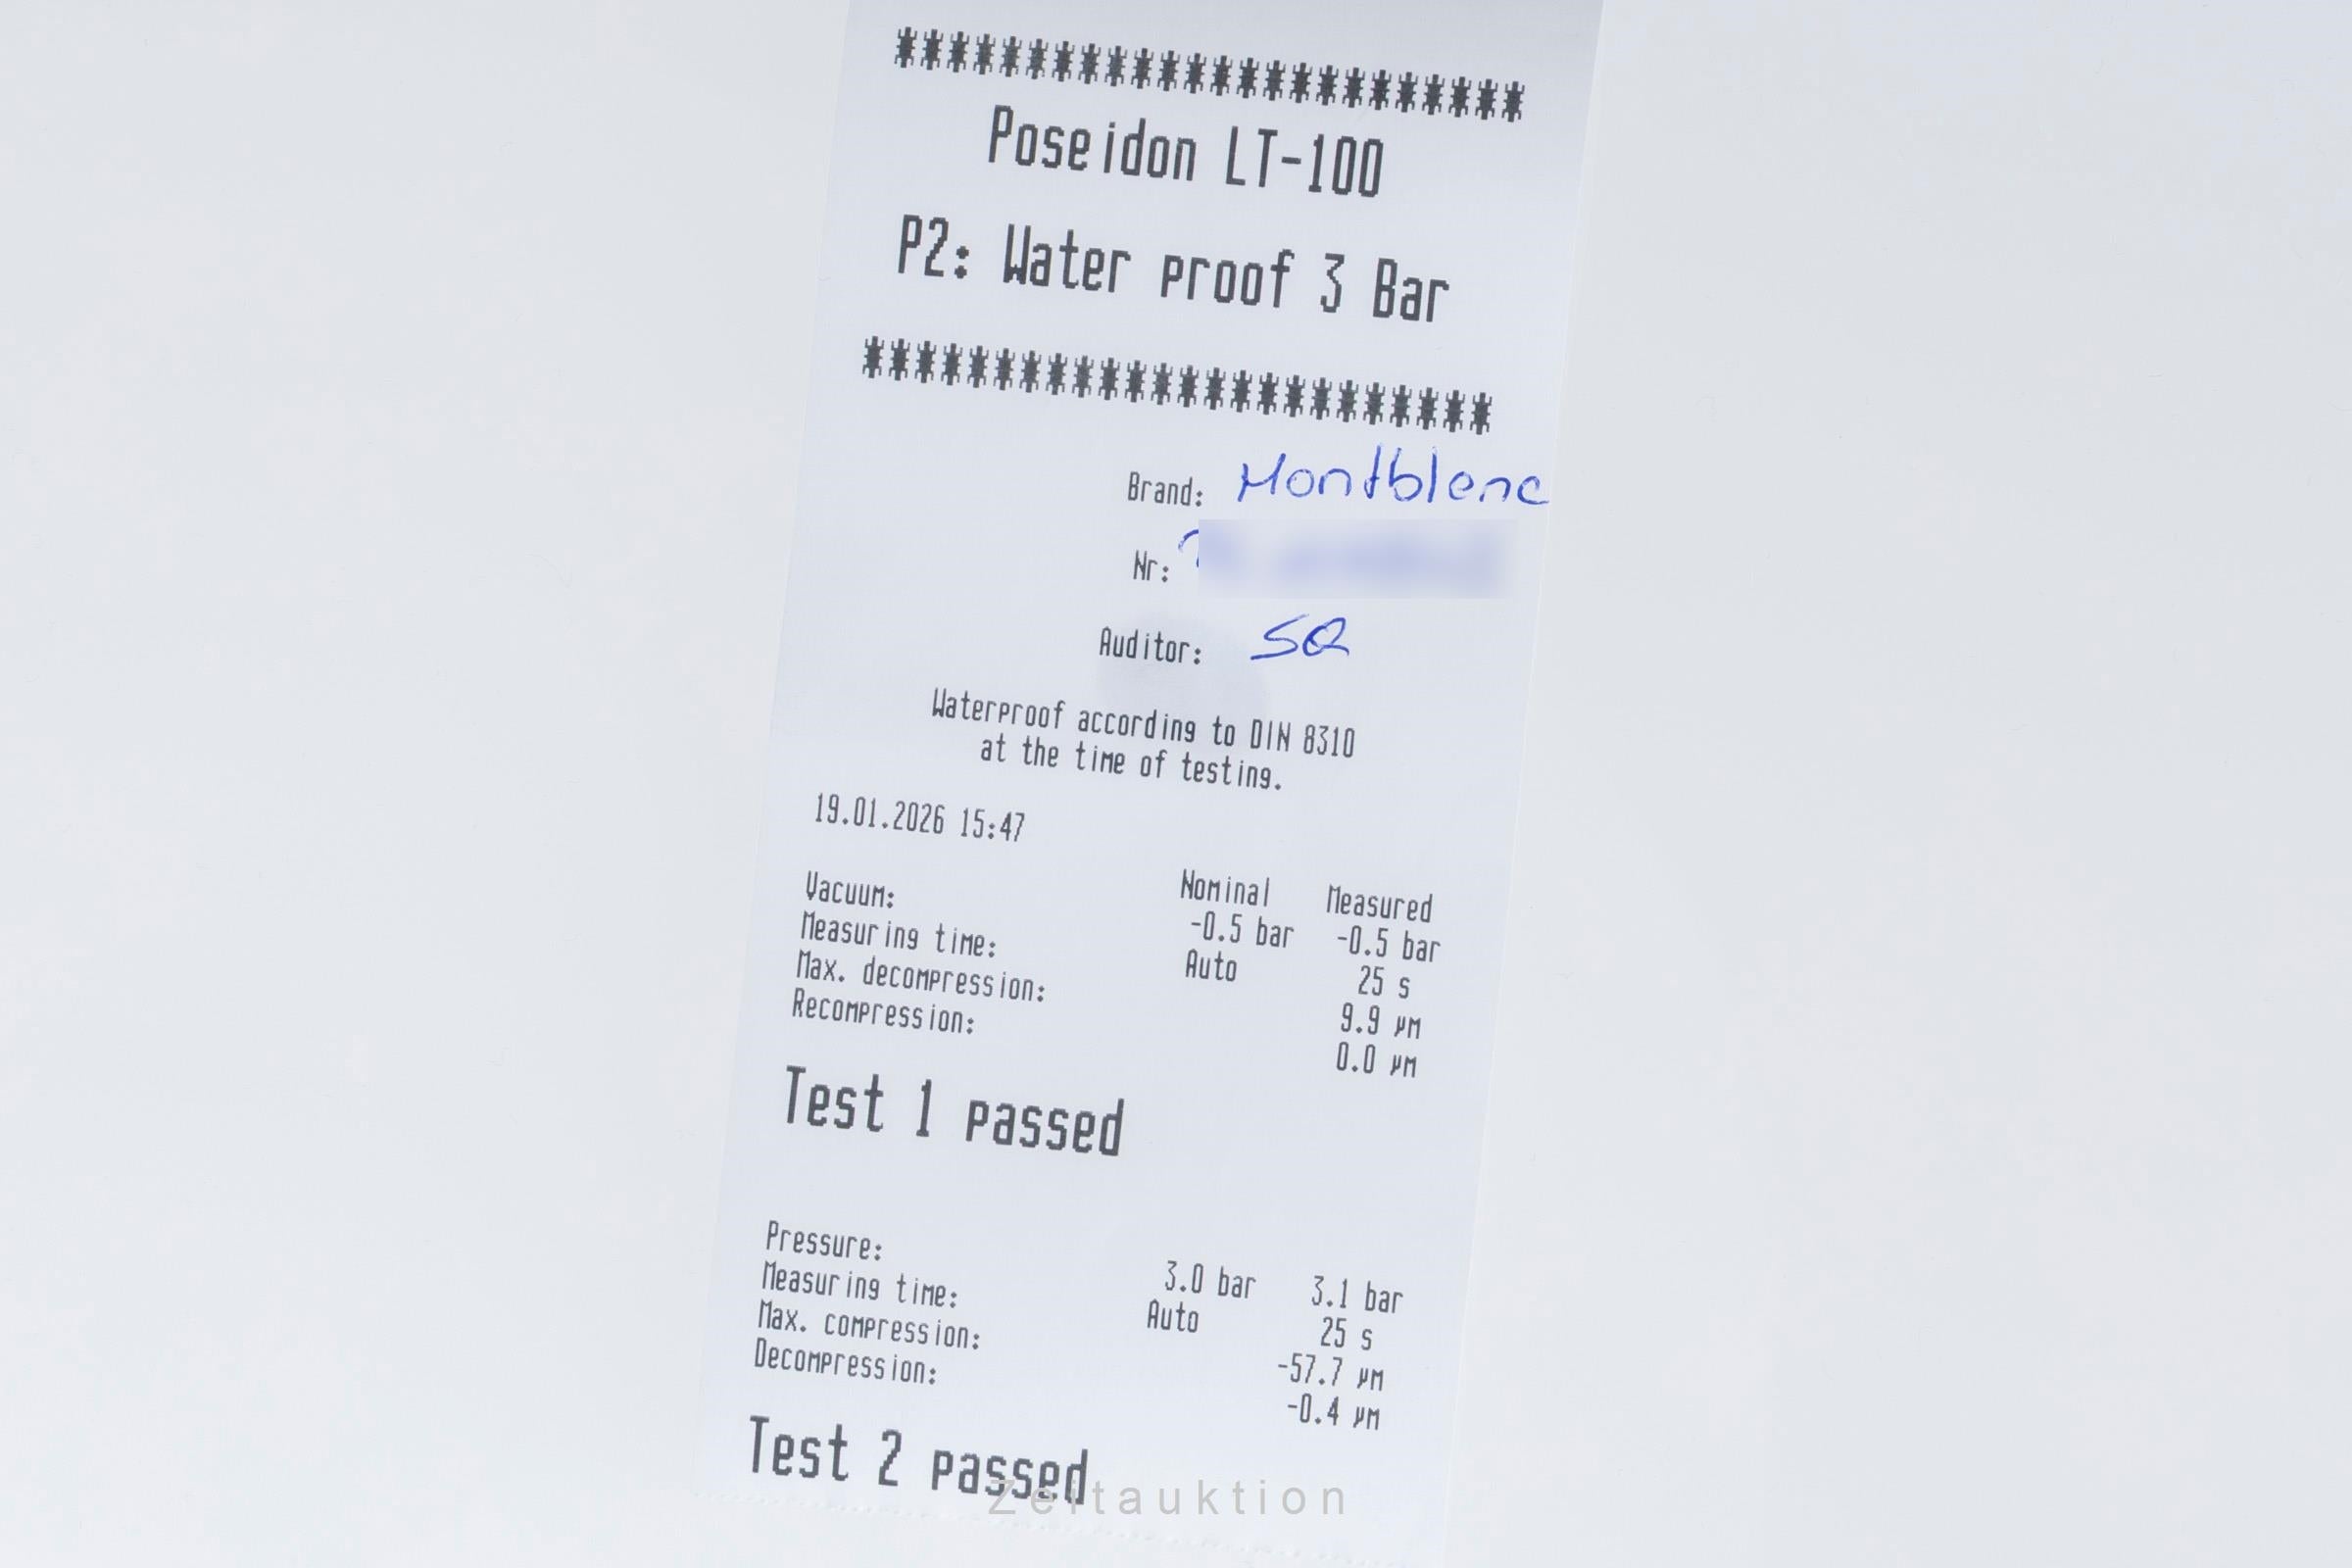 ************************
Poseidon LT-100
P2: Water proof 3 Bar
************************
Brand: Montblanc
Nr:
Auditor: SQ
Waterproof according to DIN 8310
at the time of testing.
19.01.2026 15:47
Nominal Measured
Vacuum: -0.5 bar -0.5 bar
Measuring time: Auto 25 s
Max. decompression: 9.9 µm
Recompression: 0.0 µm
Test 1 passed
Pressure: 3.0 bar 3.1 bar
Measuring time: Auto 25 s
Max. compression: -57.7 µm
Decompression: -0.4 µm
Test 2 passed
Zeitauktion